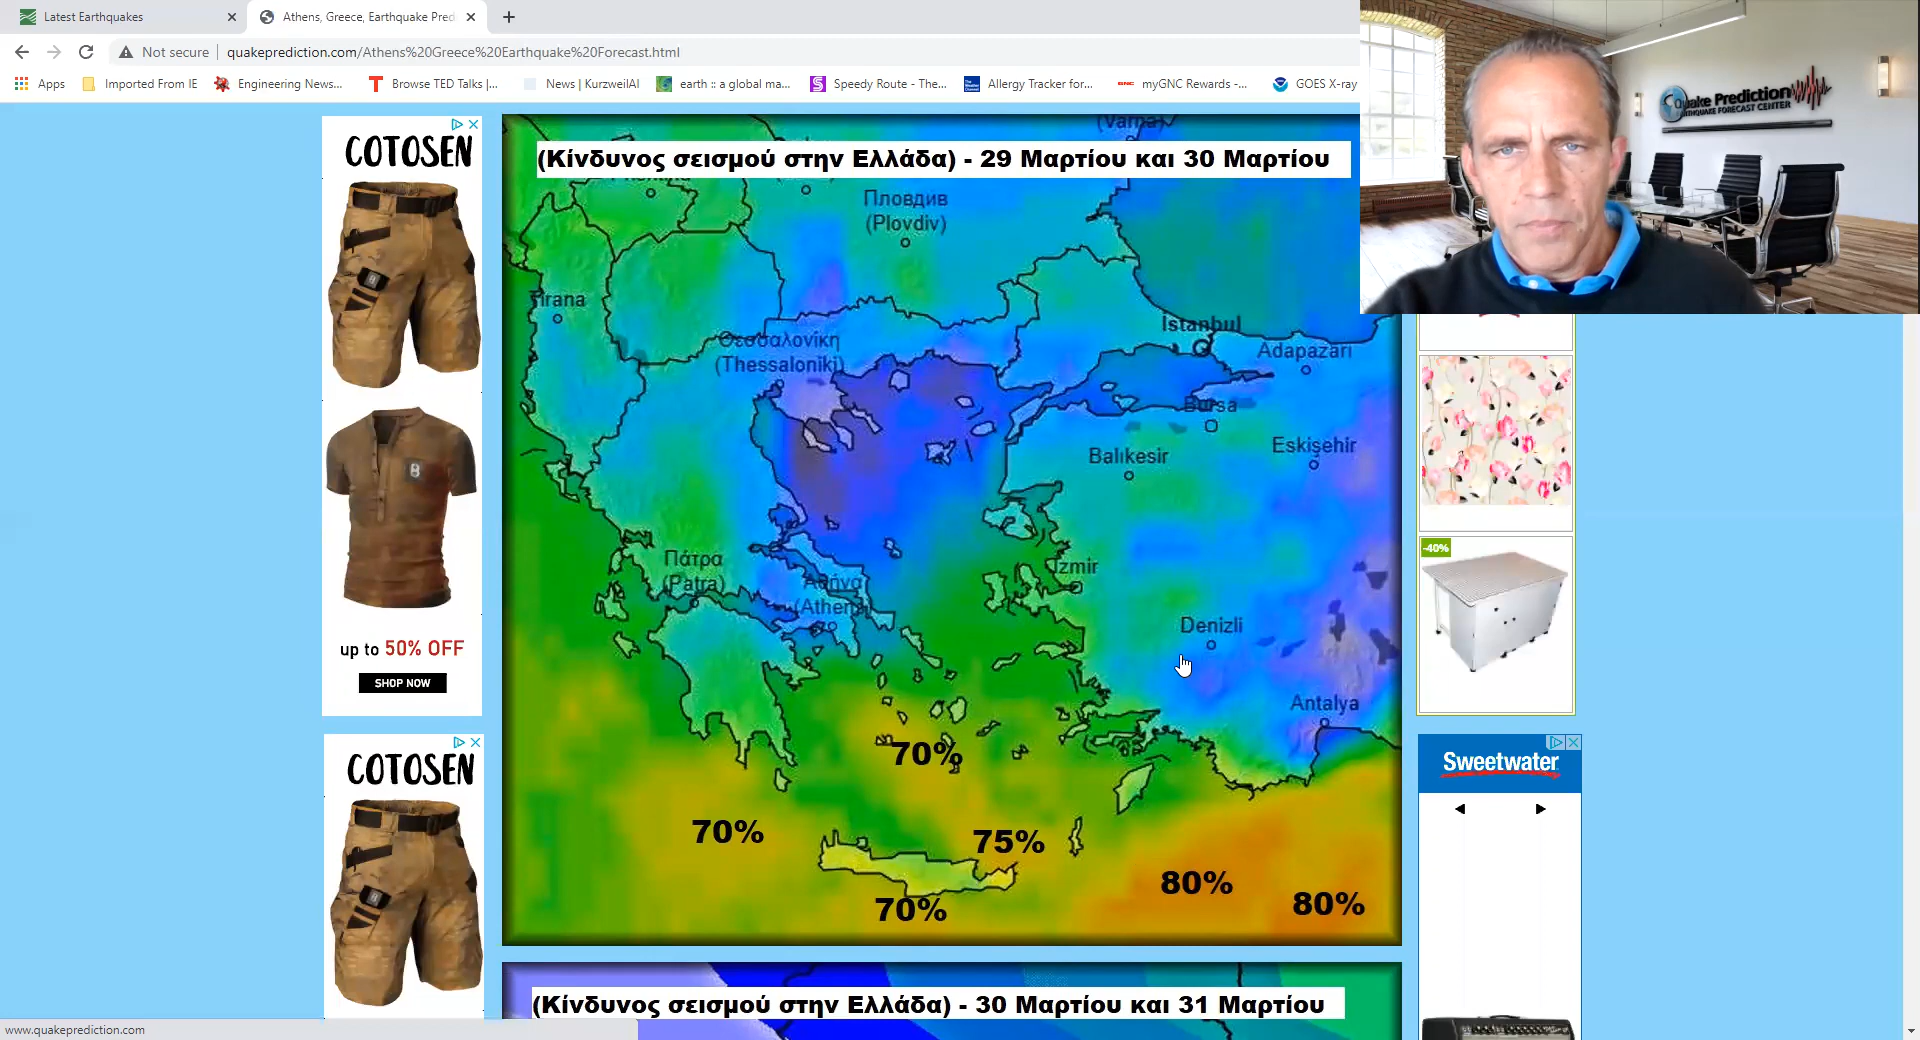 Latest Earthquakes
Athens, Greece, Earthquake Pred
Not secure
quakeprediction.com/Athens%20Greece%20Earthquake%20Forecast.html
Apps
Imported From IE
Engineering News...
Browse TED Talks |...
News | KurzweilAI
earth :: a global ma...
Speedy Route - The...
Allergy Tracker for...
myGNC Rewards -...
GOES X-ray
Quake Prediction
EARTHQUAKE FORECAST CENTER
COTOSEN
up to 50% OFF
SHOP NOW
COTOSEN
(Varna)
(Κίνδυνος σεισμού στην Ελλάδα) - 29 Μαρτίου και 30 Μαρτίου
Пловдив
(Plovdiv)
Tirana
Θεσσαλονίκη
(Thessaloniki)
İstanbul
Adapazarı
Bursa
Balıkesir
Eskişehir
Πάτρα
(Patra)
Αθήνα
(Athens)
İzmir
Denizli
Antalya
70%
70%
75%
80%
70%
80%
(Κίνδυνος σεισμού στην Ελλάδα) - 30 Μαρτίου και 31 Μαρτίου
-40%
Sweetwater
www.quakeprediction.com